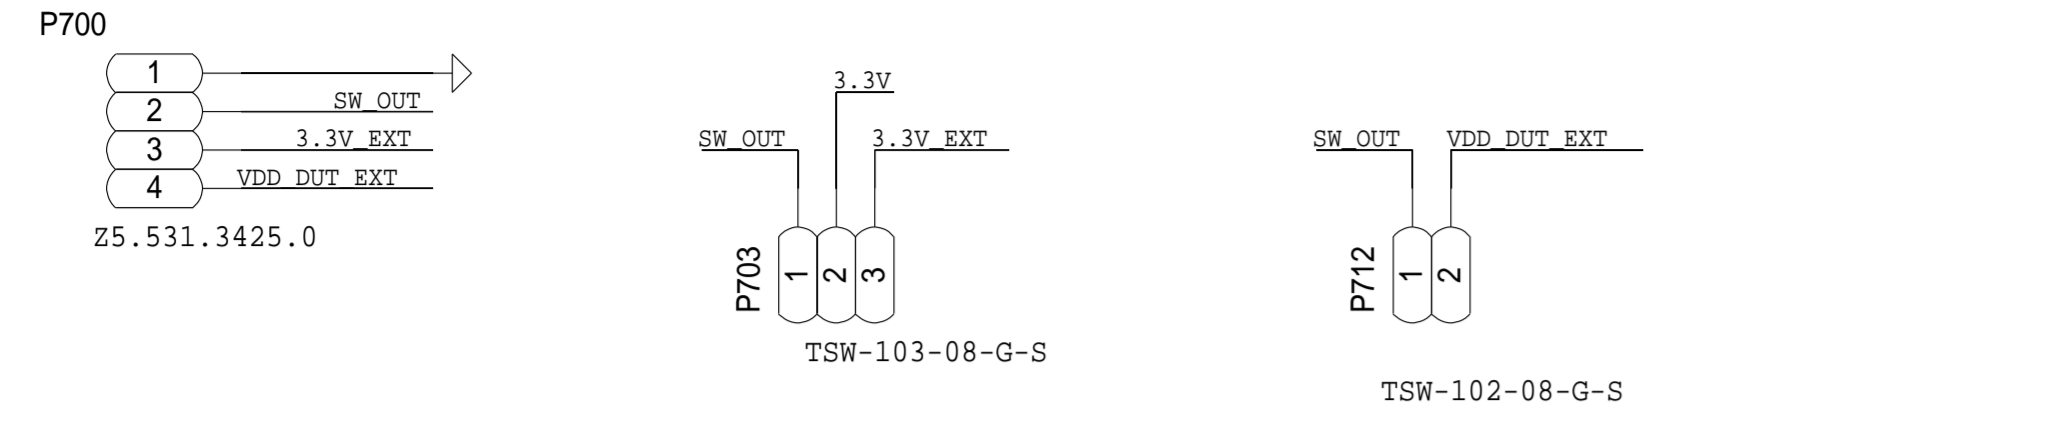 P700
1
2
SW_OUT
3
3.3V_EXT
4
VDD_DUT_EXT
Z5.531.3425.0
3.3V
SW_OUT
3.3V_EXT
P703
1
2
3
TSW-103-08-G-S
SW_OUT
VDD_DUT_EXT
P712
1
2
TSW-102-08-G-S